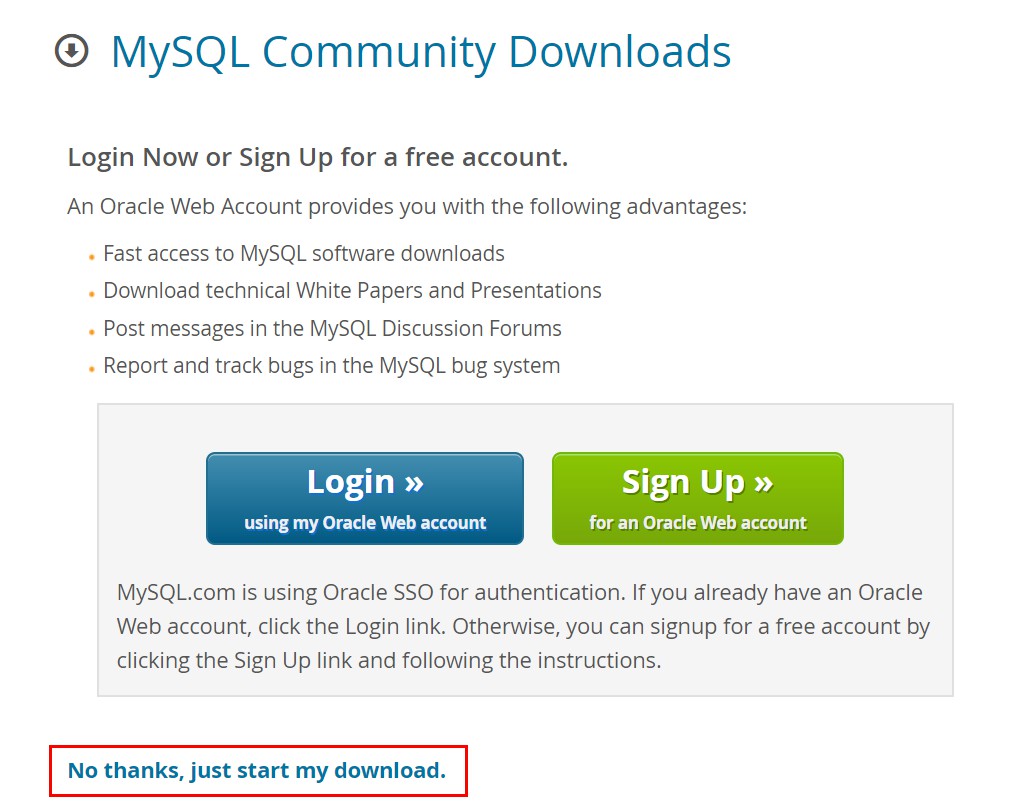 MySQL Community Downloads
Login Now or Sign Up for a free account.
An Oracle Web Account provides you with the following advantages:
Fast access to MySQL software downloads
Download technical White Papers and Presentations
Post messages in the MySQL Discussion Forums
Report and track bugs in the MySQL bug system
Login »
using my Oracle Web account
Sign Up »
for an Oracle Web account
MySQL.com is using Oracle SSO for authentication. If you already have an Oracle
Web account, click the Login link. Otherwise, you can signup for a free account by
clicking the Sign Up link and following the instructions.
No thanks, just start my download.